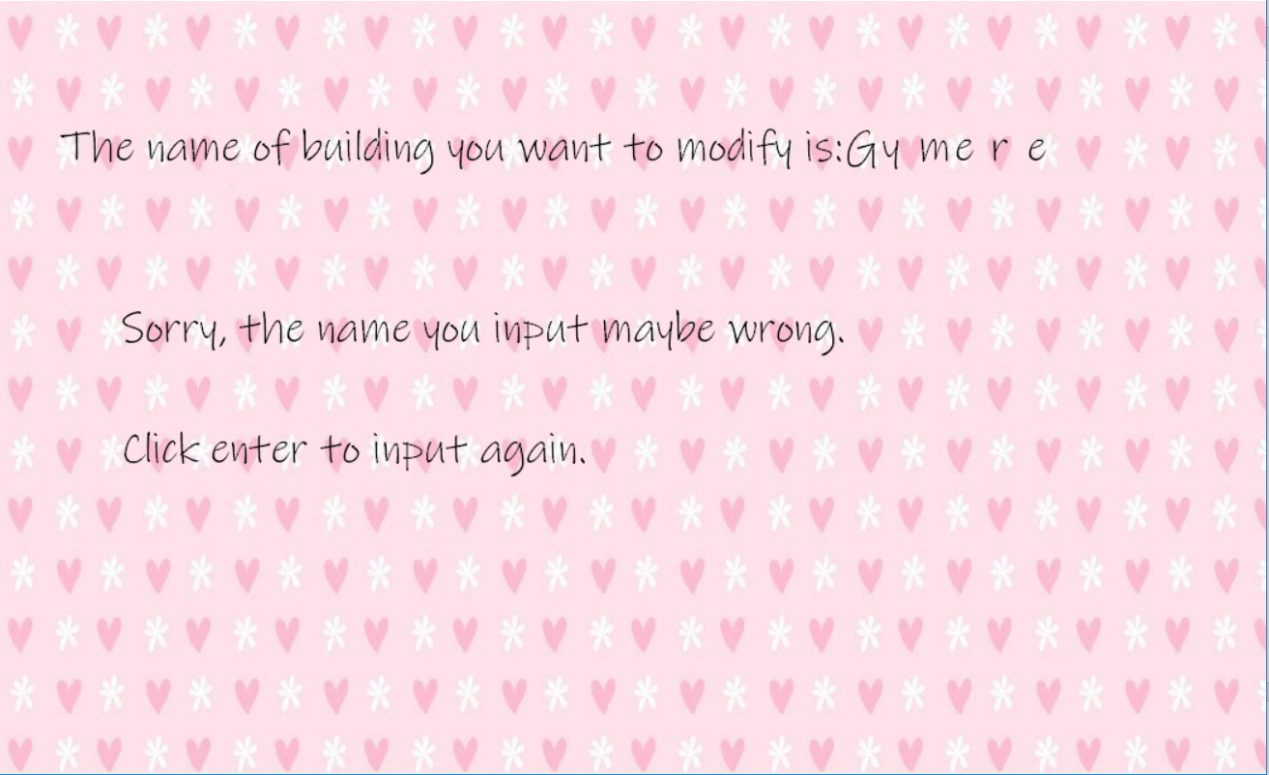 The name of building you want to modify is:Gy me r e
Sorry, the name you input maybe wrong.
Click enter to input again.